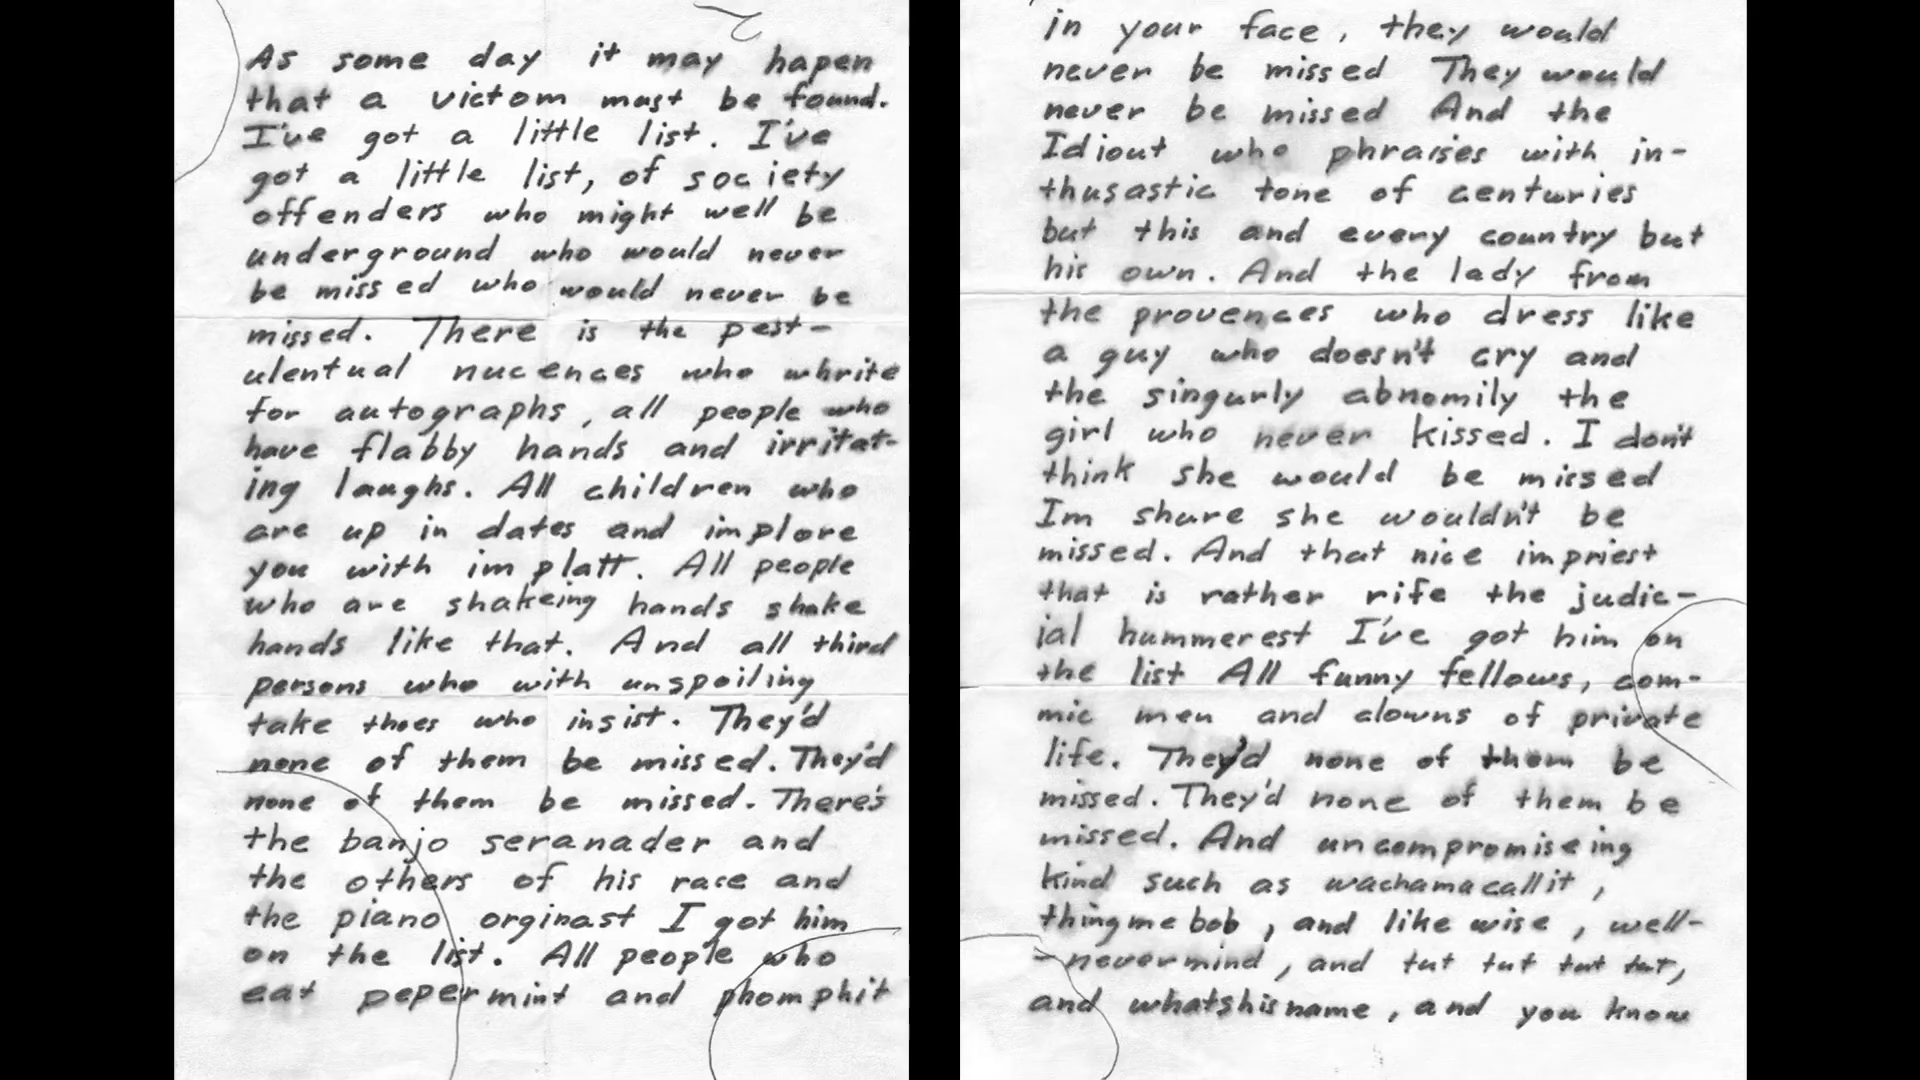 As some day it may hapen
that a victom must be found.
I've got a little list. I've
got a little list, of society
offenders who might well be
underground who would never
be missed who would never be
missed. There is the pest-
ulentual nucences who whrite
for autographs, all people who
have flabby hands and irritat-
ing laughs. All children who
are up in dates and implore
you with im platt. All people
who are shakeing hands shake
hands like that. And all third
persons who with unspoiling
take thoes who insist. They'd
none of them be missed. They'd
none of them be missed. There's
the banjo seranader and
the others of his race and
the piano orginast I got him
on the list. All people who
eat pepermint and phomphit
in your face, they would
never be missed They would
never be missed And the
Idiout who phraises with in-
thusastic tone of centuries
but this and every country but
his own. And the lady from
the provences who dress like
a guy who doesn't cry and
the singurly abnomily the
girl who never kissed. I don't
think she would be missed
Im shure she wouldn't be
missed. And that nice impriest
that is rather rife the judic-
ial hummerest I've got him on
the list All funny fellows, com-
mic men and clowns of private
life. They'd none of them be
missed. They'd none of them be
missed. And uncompromiseing
kind such as wachamacallit,
thingmebob, and like wise, well-
-nevermind, and tut tut tut tut,
and whatshisname, and you know